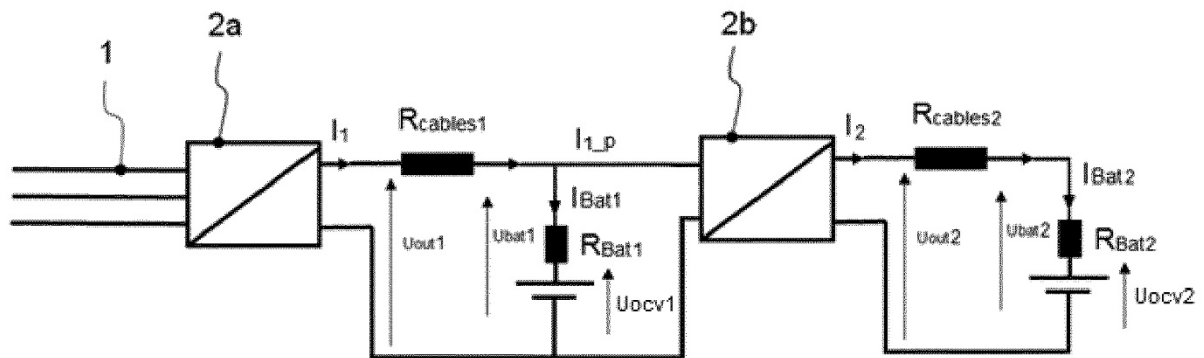 1
2a
2b
I1
Rcables1
I1_p
I2
Rcables2
IBat1
IBat2
Uout1
Ubat1
RBat1
Uout2
Ubat2
RBat2
Uocv1
Uocv2